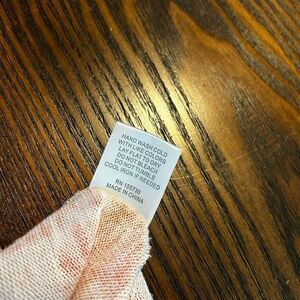 HAND WASH COLD
WITH LIKE COLORS
LAY FLAT TO DRY
DO NOT BLEACH
DO NOT TUMBLE
COOL IRON IF NEEDED
RN 155730
MADE IN CHINA